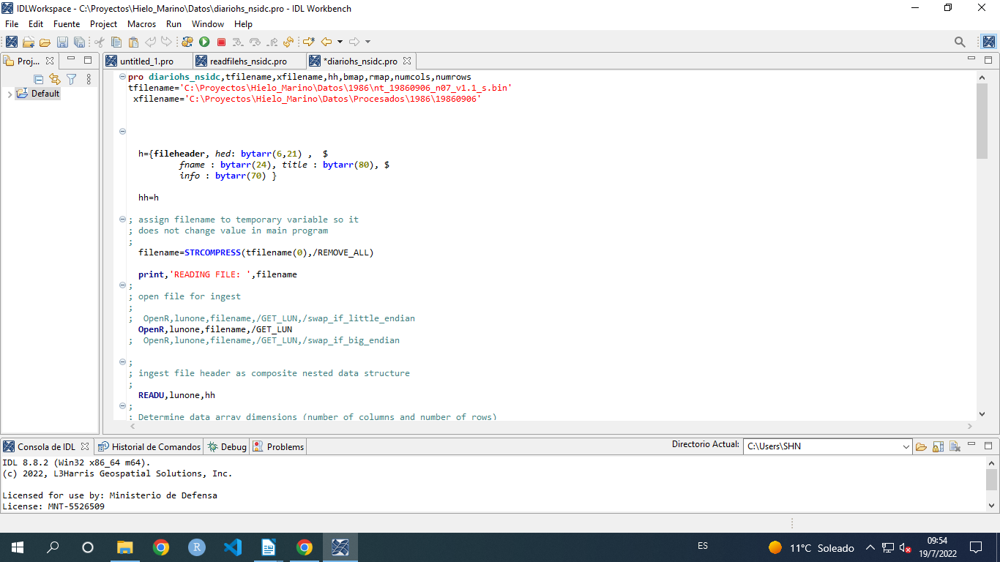 IDLWorkspace - C:\Proyectos\Hielo_Marino\Datos\diariohs_nsidc.pro - IDL Workbench
File Edit Fuente Project Macros Run Window Help
Proj...
untitled_1.pro readfilehs_nsidc.pro *diariohs_nsidc.pro
Default
pro diariohs_nsidc,tfilename,xfilename,hh,bmap,rmap,numcols,numrows
tfilename='C:\Proyectos\Hielo_Marino\Datos\1986\nt_19860906_n07_v1.1_s.bin'
xfilename='C:\Proyectos\Hielo_Marino\Datos\Procesados\1986\19860906'
h={fileheader, hed: bytarr(6,21) , $
fname : bytarr(24), title : bytarr(80), $
info : bytarr(70) }
hh=h
; assign filename to temporary variable so it
; does not change value in main program
;
filename=STRCOMPRESS(tfilename(0),/REMOVE_ALL)
print,'READING FILE: ',filename
;
; open file for ingest
;
; OpenR,lunone,filename,/GET_LUN,/swap_if_little_endian
OpenR,lunone,filename,/GET_LUN
; OpenR,lunone,filename,/GET_LUN,/swap_if_big_endian
;
; ingest file header as composite nested data structure
;
READU,lunone,hh
;
; Determine data array dimensions (number of columns and number of rows)
Consola de IDL Historial de Comandos Debug Problems Directorio Actual: C:\Users\SHN
IDL 8.8.2 (Win32 x86_64 m64).
(c) 2022, L3Harris Geospatial Solutions, Inc.
Licensed for use by: Ministerio de Defensa
License: MNT-5526509
R ES 11°C Soleado 09:54
19/7/2022